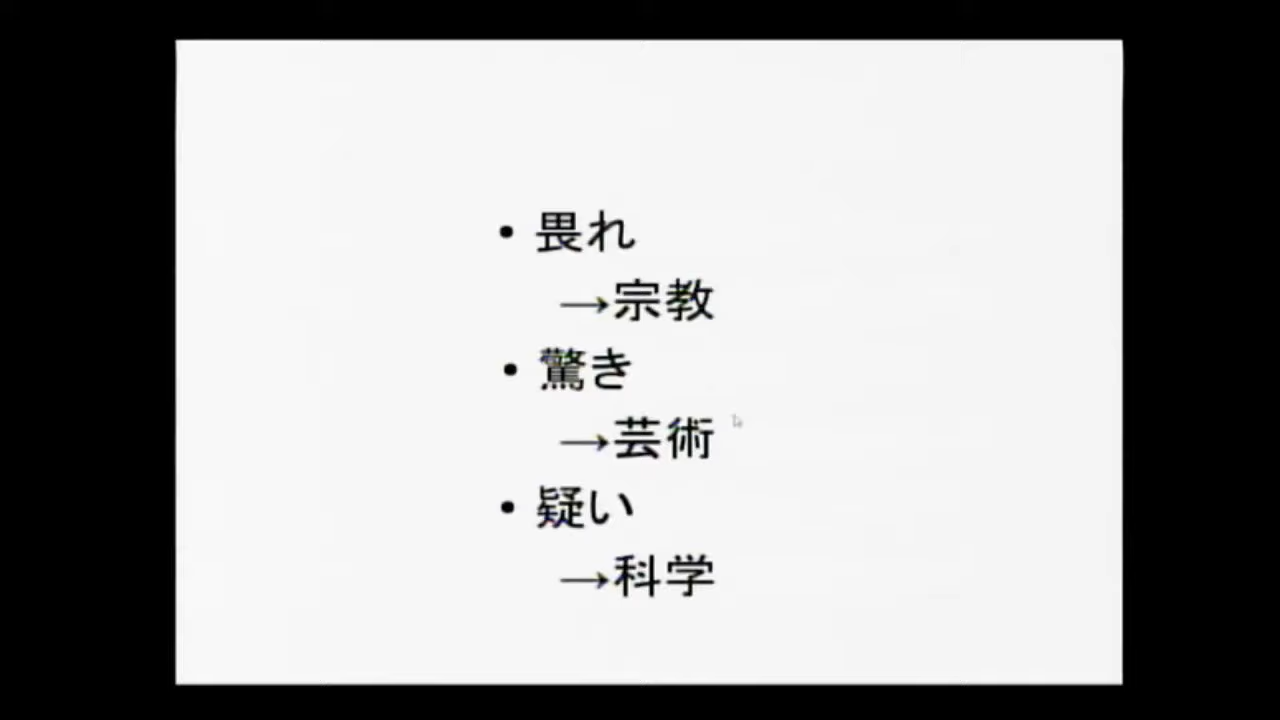 • 畏れ
→宗教
• 驚き
→芸術
• 疑い
→科学